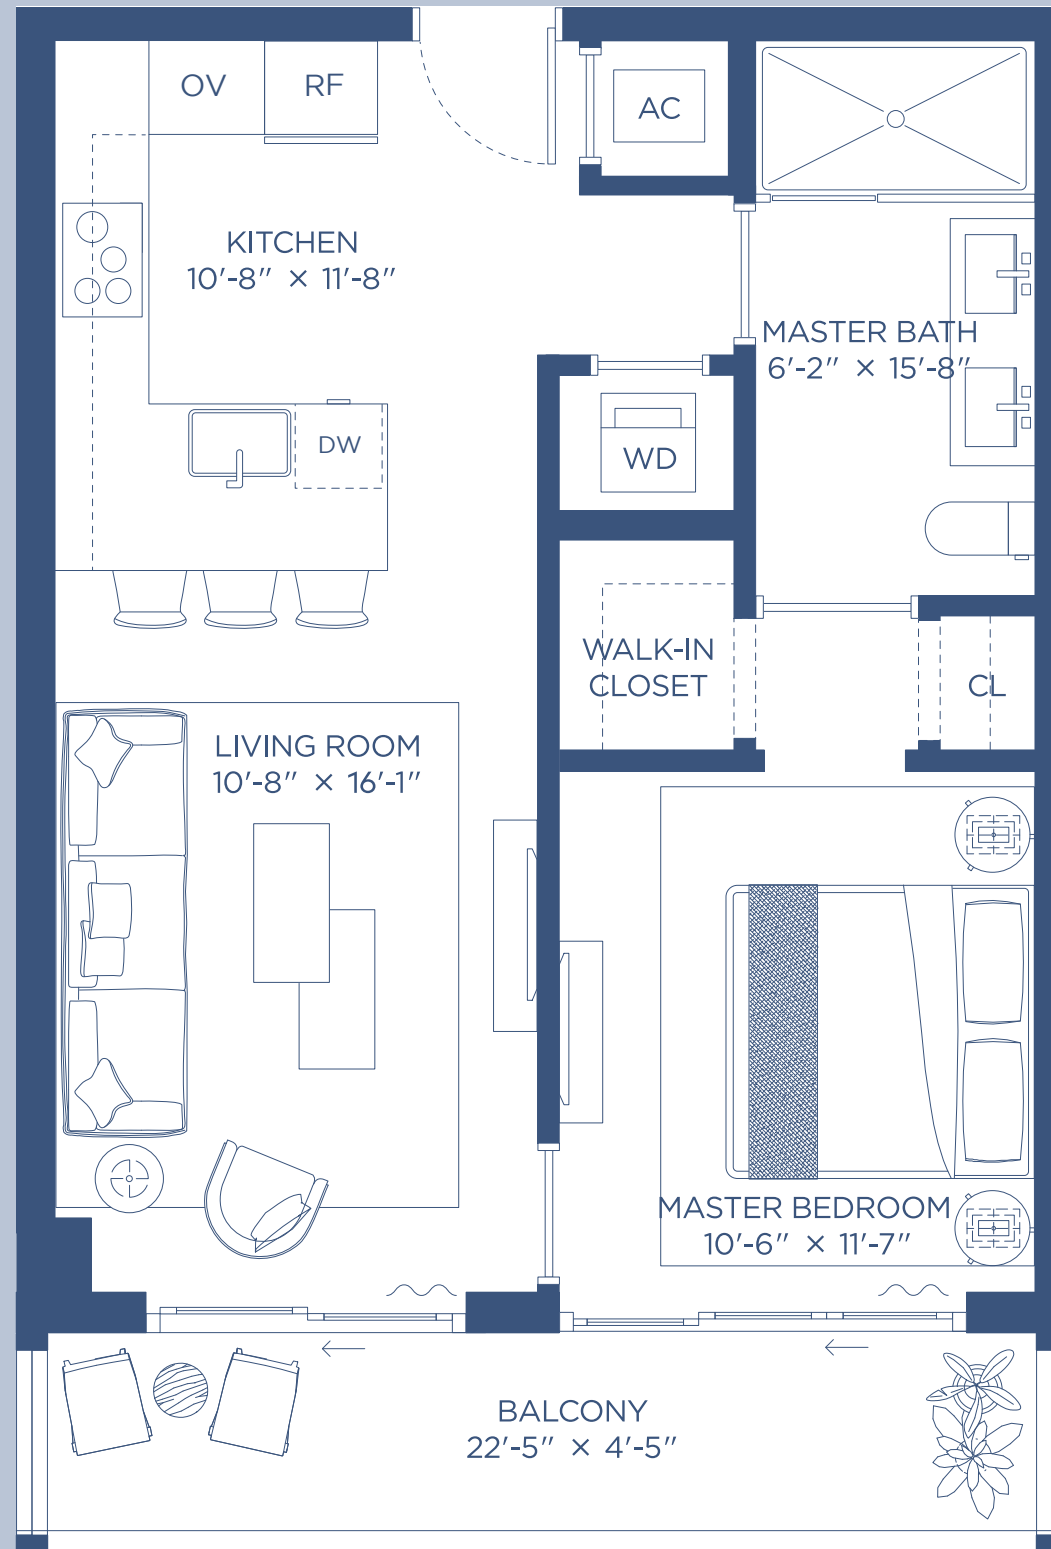 OV
RF
AC
KITCHEN
10'-8" × 11'-8"
MASTER BATH
6'-2" × 15'-8"
DW
WD
WALK-IN
CLOSET
CL
LIVING ROOM
10'-8" × 16'-1"
MASTER BEDROOM
10'-6" × 11'-7"
BALCONY
22'-5" × 4'-5"